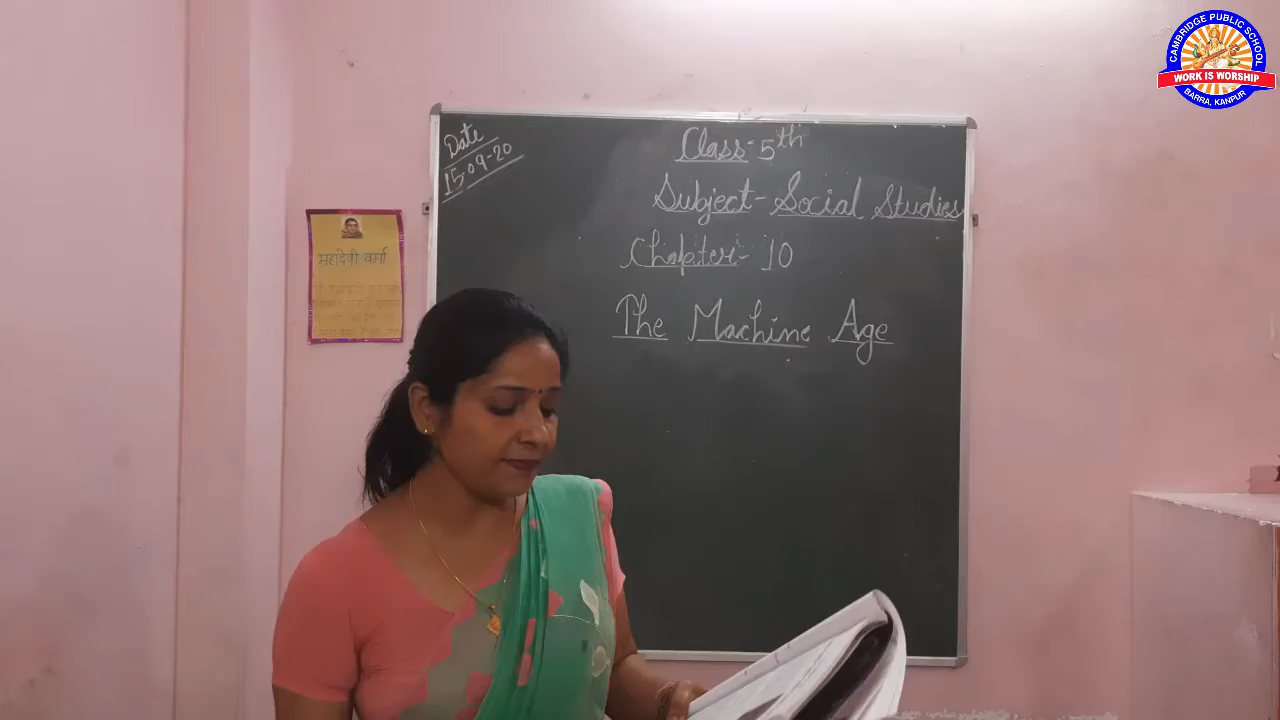 CAMBRIDGE PUBLIC SCHOOL
WORK IS WORSHIP
BARRA, KANPUR
Date
15-09-20
Class-5th
Subject-Social Studies
Chapter-10
The Machine Age
महादेवी वर्मा